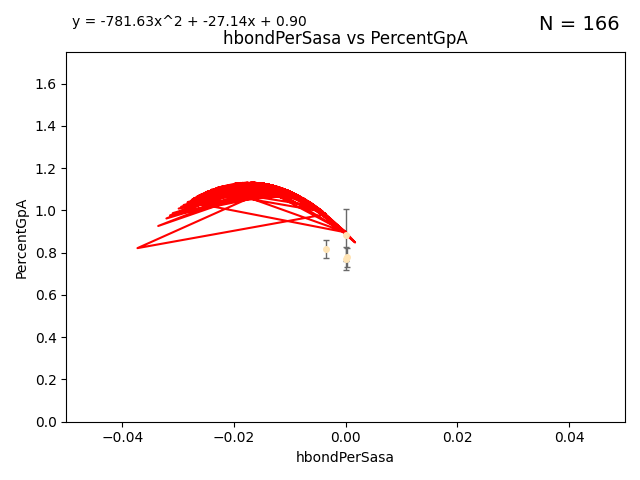 y = -781.63x^2 + -27.14x + 0.90
N = 166
hbondPerSasa vs PercentGpA
1.6
1.4
1.2
1.0
0.8
0.6
0.4
0.2
0.0
PercentGpA
−0.04 −0.02 0.00 0.02 0.04
hbondPerSasa